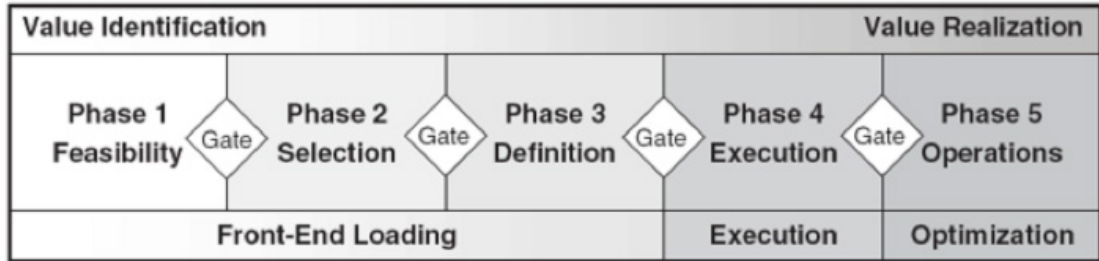 Value Identification Value Realization
Phase 1 Phase 2 Phase 3 Phase 4 Phase 5
Gate Gate Gate Gate
Feasibility Selection Definition Execution Operations
Front-End Loading Execution Optimization